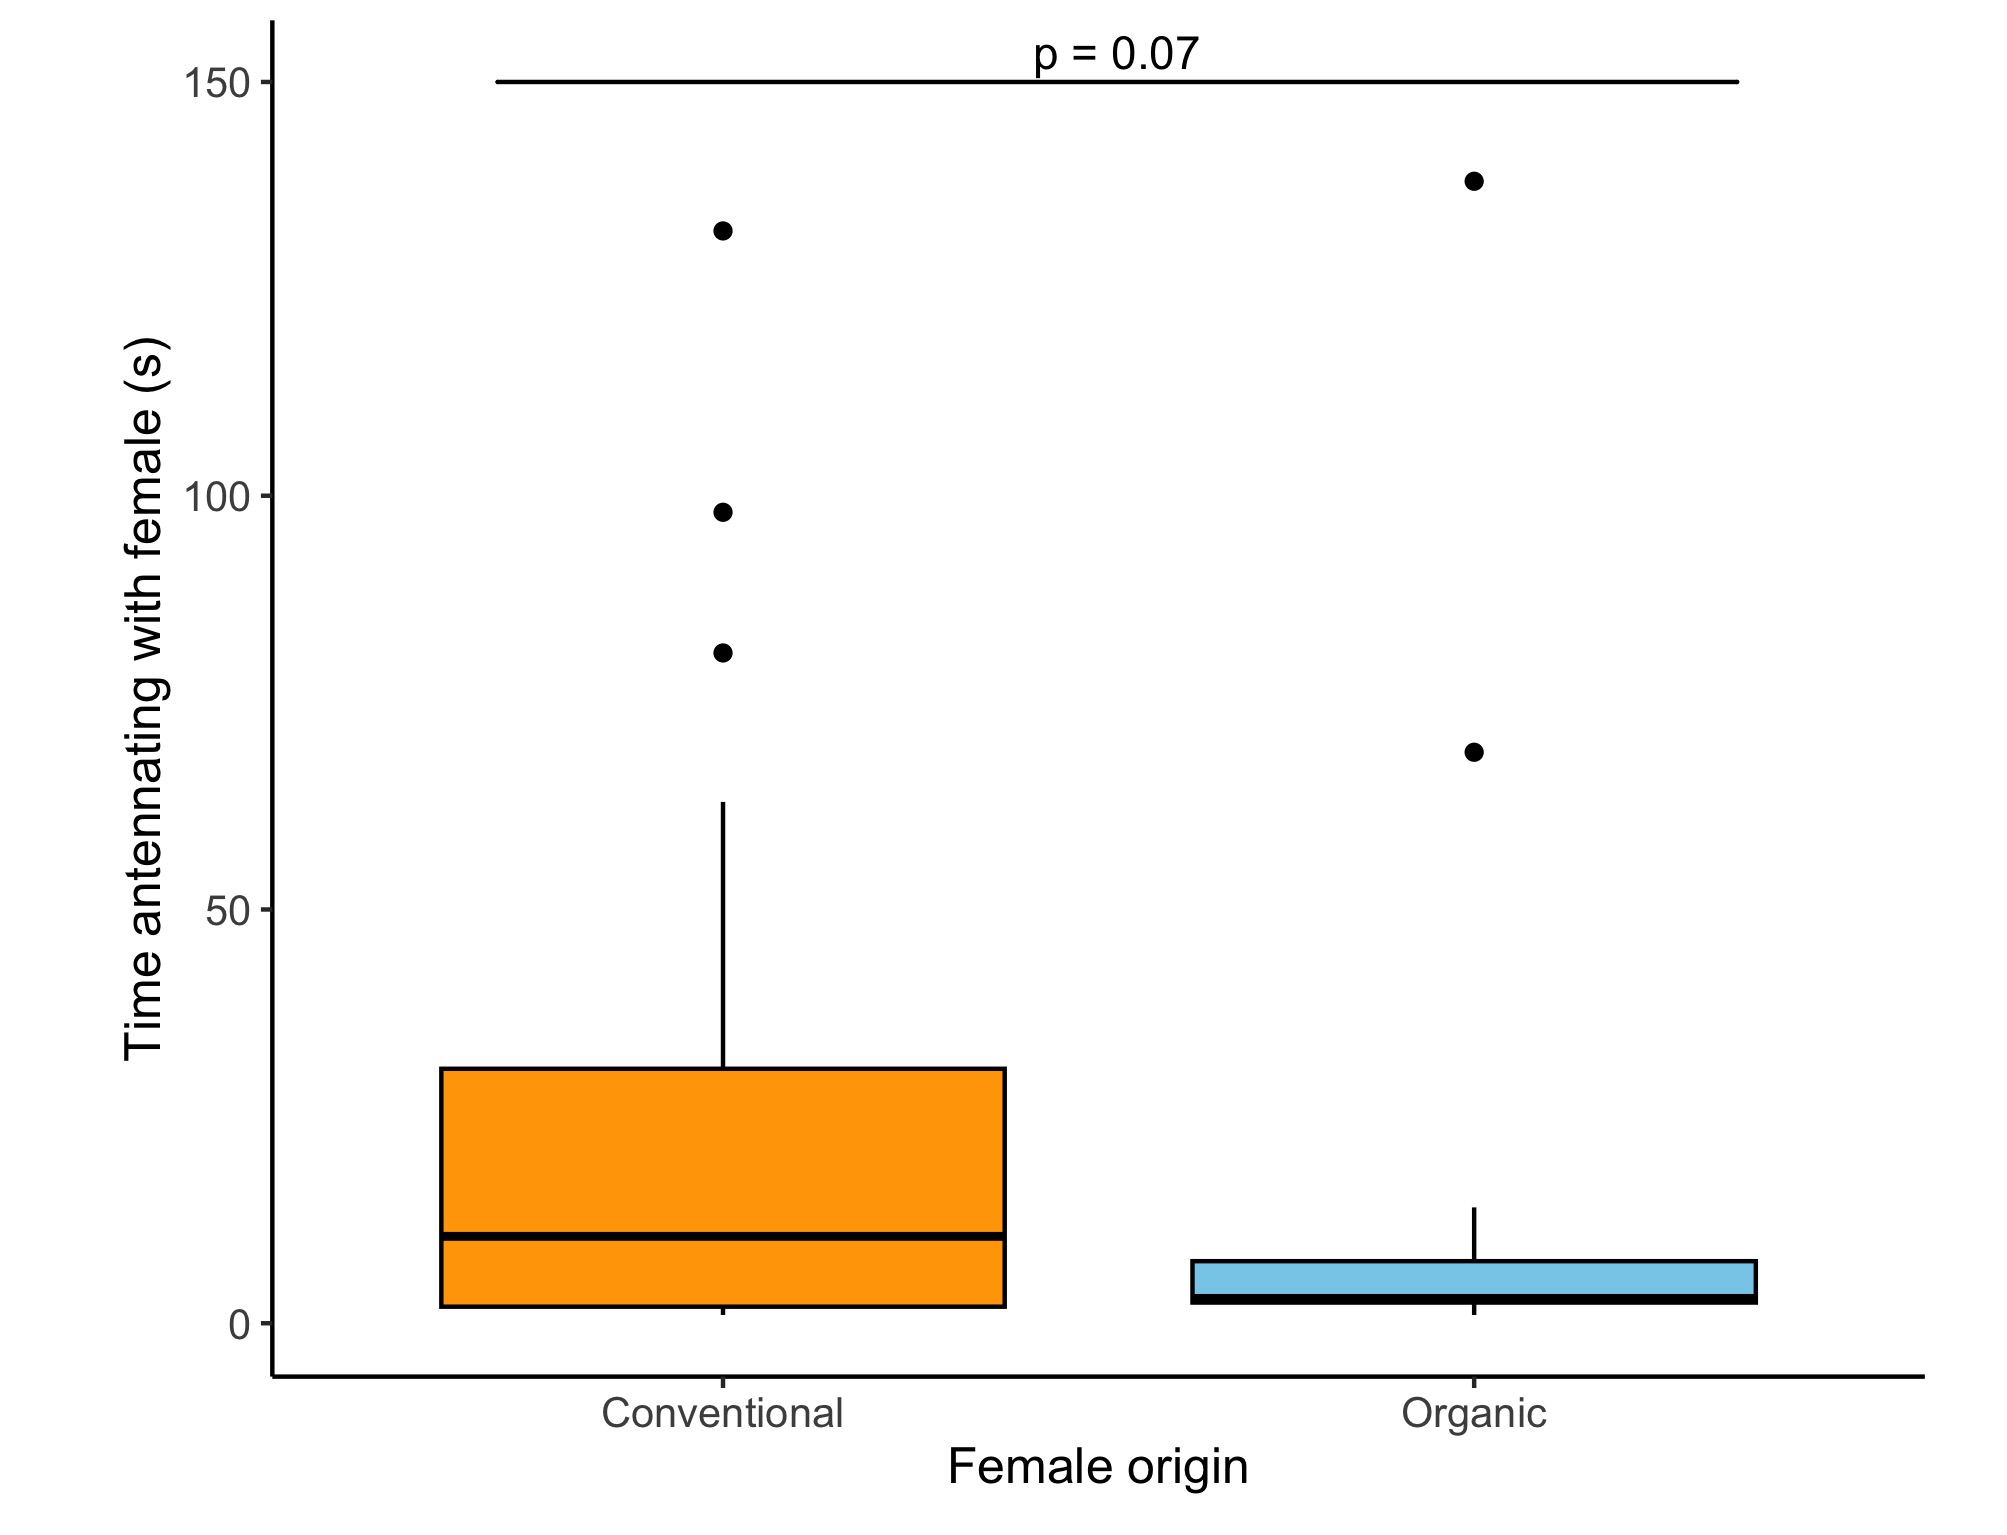 p = 0.07
150
100
50
0
Time antennating with female (s)
Conventional
Organic
Female origin